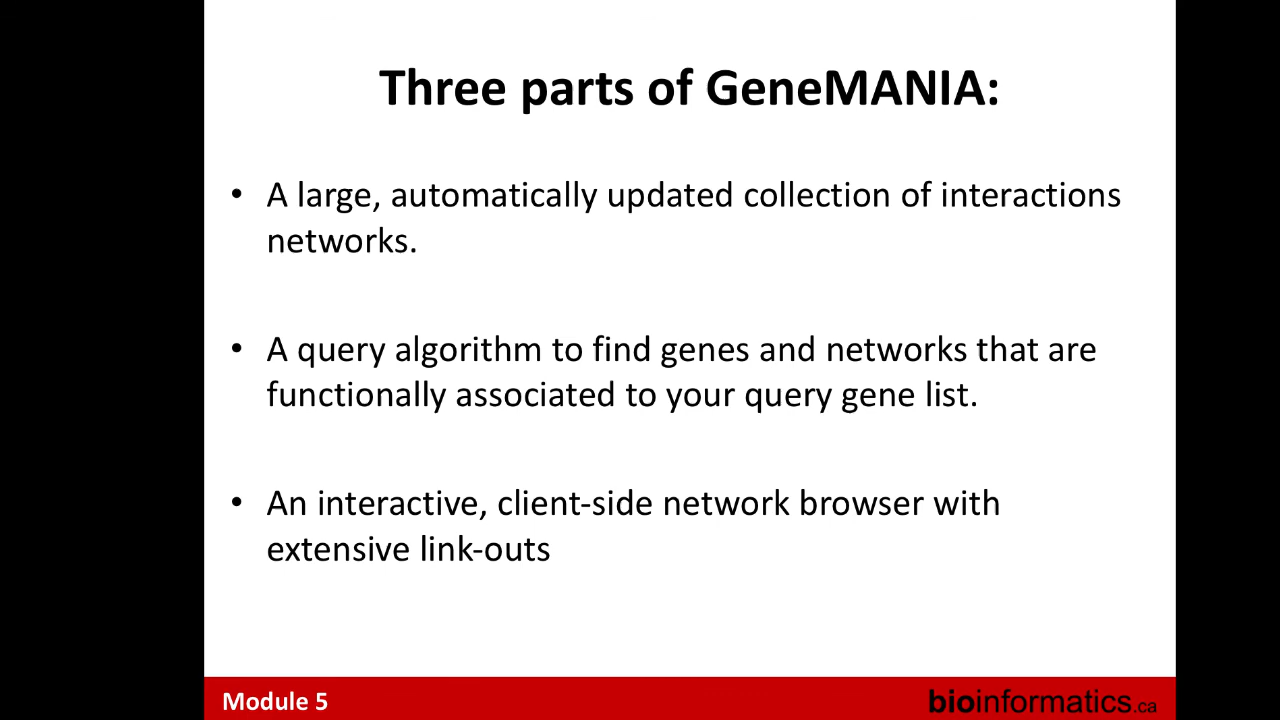 Three parts of GeneMANIA:
• A large, automatically updated collection of interactions
networks.
• A query algorithm to find genes and networks that are
functionally associated to your query gene list.
• An interactive, client-side network browser with
extensive link-outs
Module 5
bioinformatics.ca